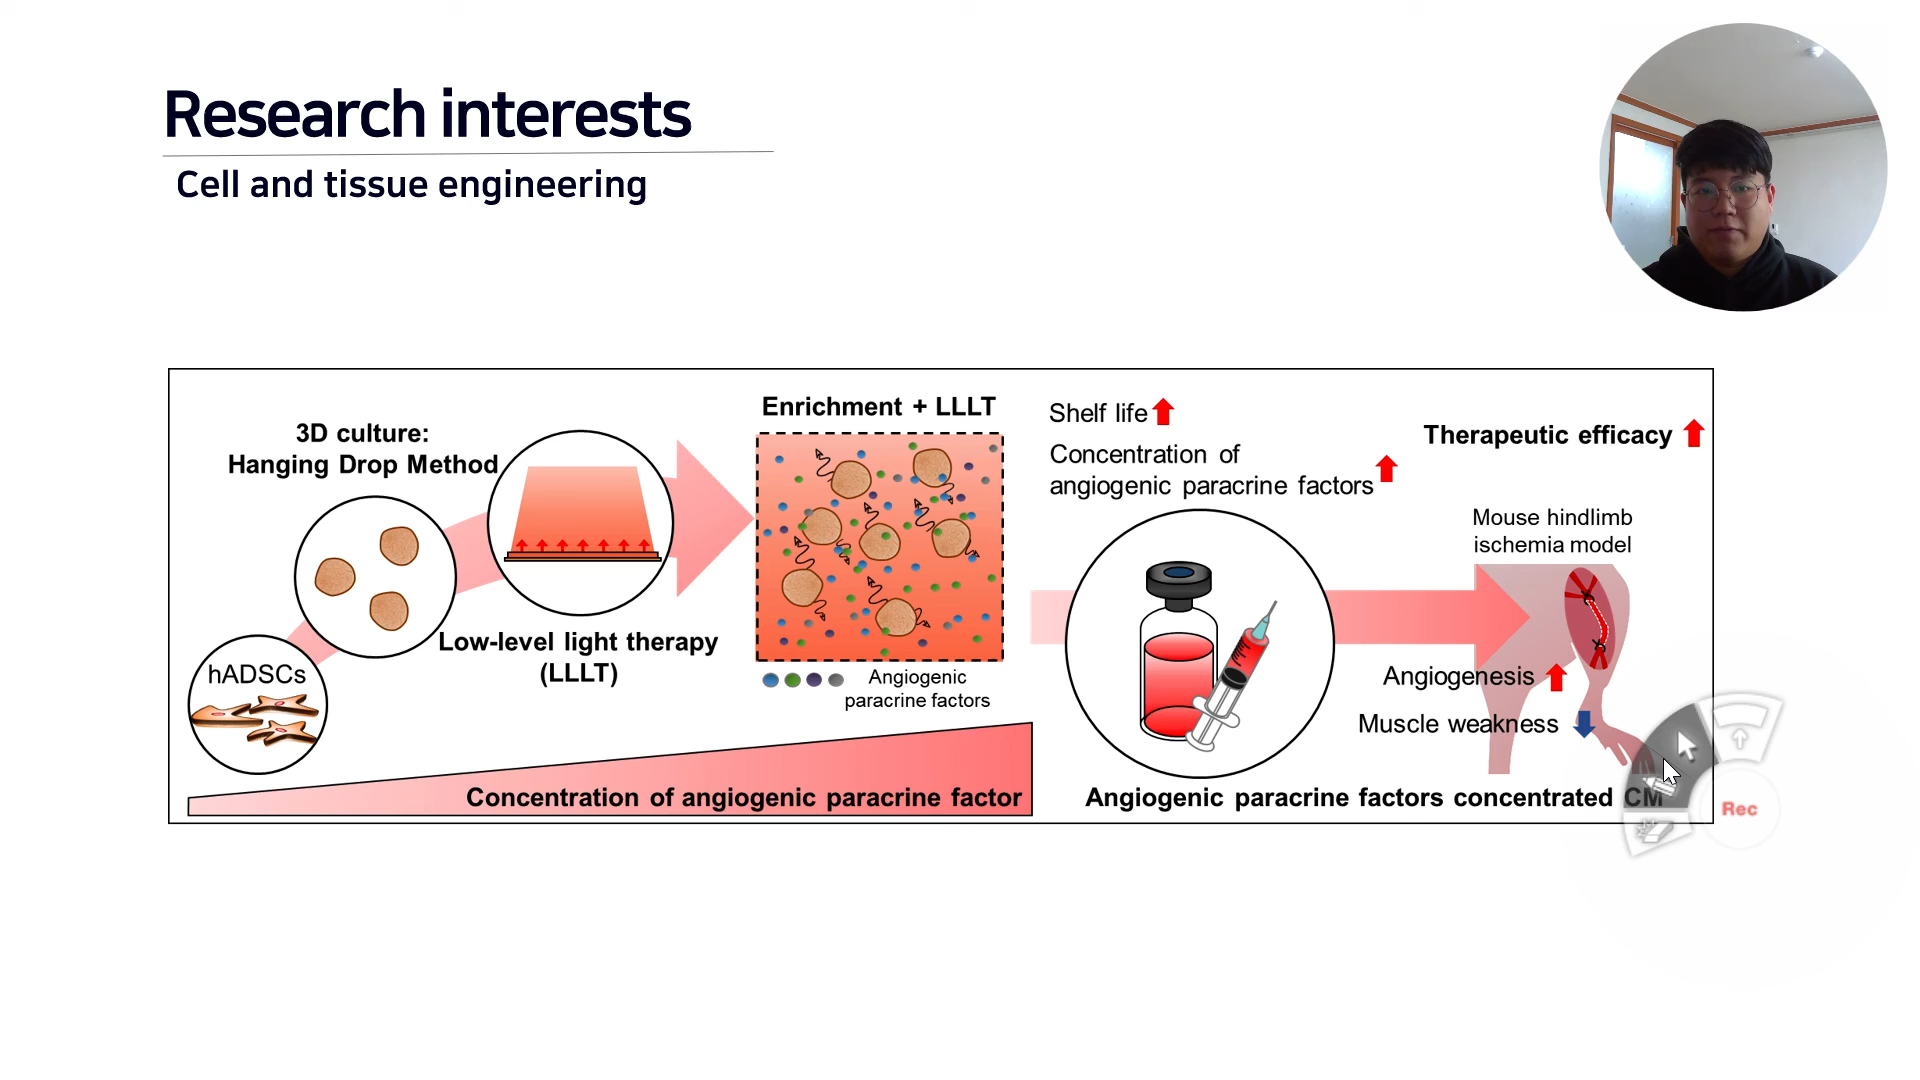 Research interests
Cell and tissue engineering
3D culture:
Hanging Drop Method
hADSCs
Low-level light therapy
(LLLT)
Enrichment + LLLT
Angiogenic
paracrine factors
Concentration of angiogenic paracrine factor
Shelf life
Concentration of
angiogenic paracrine factors
Therapeutic efficacy
Mouse hindlimb
ischemia model
Angiogenesis
Muscle weakness
Angiogenic paracrine factors concentrated CM
Rec